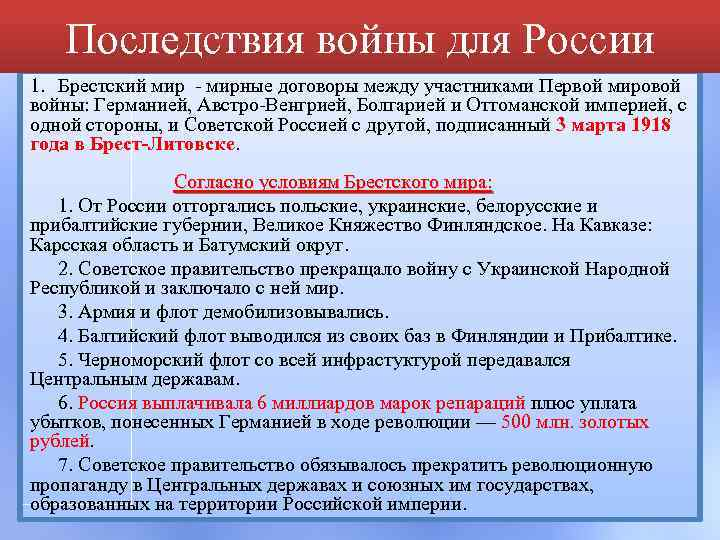 Последствия войны для России
1. Брестский мир - мирные договоры между участниками Первой мировой
войны: Германией, Австро-Венгрией, Болгарией и Оттоманской империей, с
одной стороны, и Советской Россией с другой, подписанный 3 марта 1918
года в Брест-Литовске.
Согласно условиям Брестского мира:
1. От России отторгались польские, украинские, белорусские и
прибалтийские губернии, Великое Княжество Финляндское. На Кавказе:
Карсская область и Батумский округ.
2. Советское правительство прекращало войну с Украинской Народной
Республикой и заключало с ней мир.
3. Армия и флот демобилизовывались.
4. Балтийский флот выводился из своих баз в Финляндии и Прибалтике.
5. Черноморский флот со всей инфрастуктурой передавался
Центральным державам.
6. Россия выплачивала 6 миллиардов марок репараций плюс уплата
убытков, понесенных Германией в ходе революции — 500 млн. золотых
рублей.
7. Советское правительство обязывалось прекратить революционную
пропаганду в Центральных державах и союзных им государствах,
образованных на территории Российской империи.